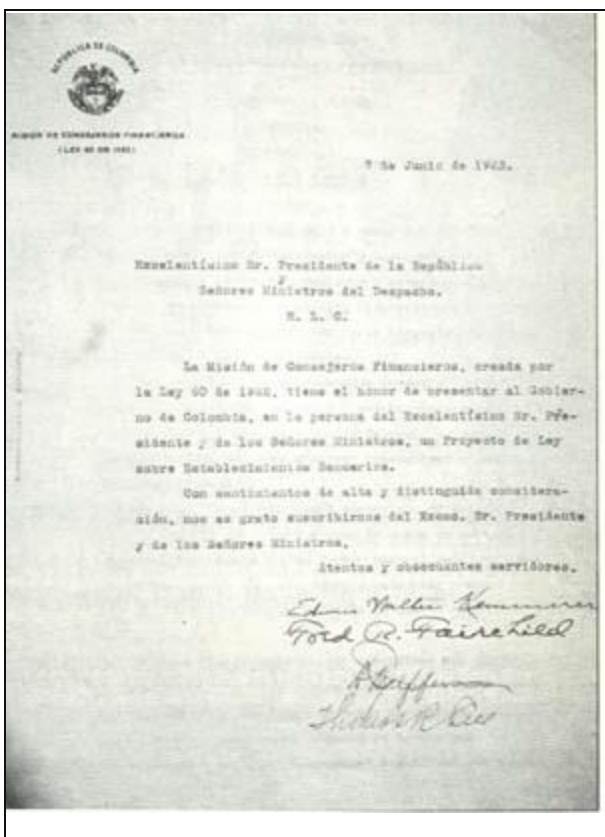 REPUBLICA DE COLOMBIA
MISION DE CONSEJEROS FINANCIEROS
(LEY 60 DE 1922)
7 de Junio de 1923.
Excelentísimo Sr. Presidente de la República
y
Señores Ministros del Despacho.
E. L. C.
La Misión de Consejeros Financieros, creada por
la Ley 60 de 1922, tiene el honor de presentar al Gobier-
no de Colombia, en la persona del Excelentísimo Sr. Pre-
sidente y de los Señores Ministros, un Proyecto de Ley
sobre Establecimientos Bancarios.
Con sentimientos de alta y distinguida considera-
ción, nos es grato suscribirnos del Excmo. Sr. Presidente
y de los Señores Ministros,
Atentos y obsecuentes servidores,
Edwin Walter Kemmerer
Fred R. Fairchild